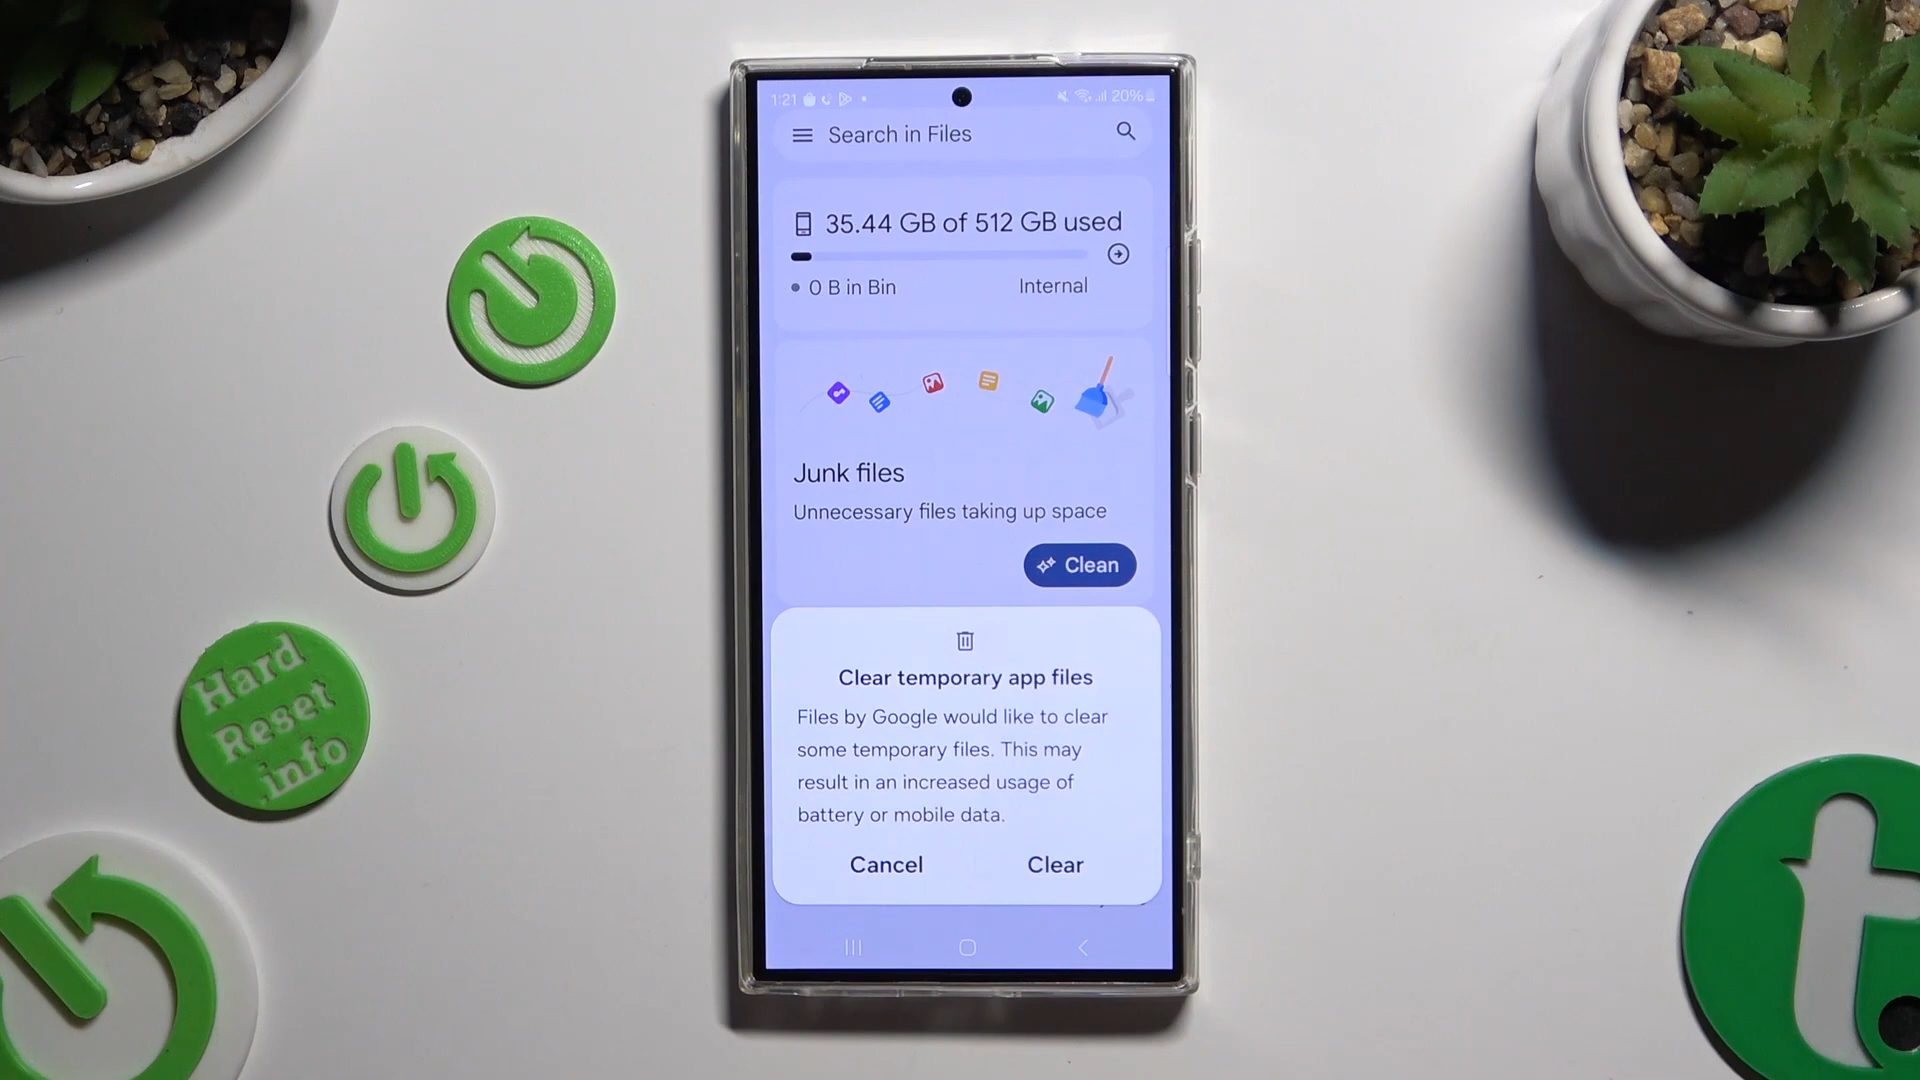 1:21
20%
Search in Files
35.44 GB of 512 GB used
0 B in Bin
Internal
Junk files
Unnecessary files taking up space
Clean
Clear temporary app files
Files by Google would like to clear
some temporary files. This may
result in an increased usage of
battery or mobile data.
Cancel
Clear
Hard
Reset
.info
t